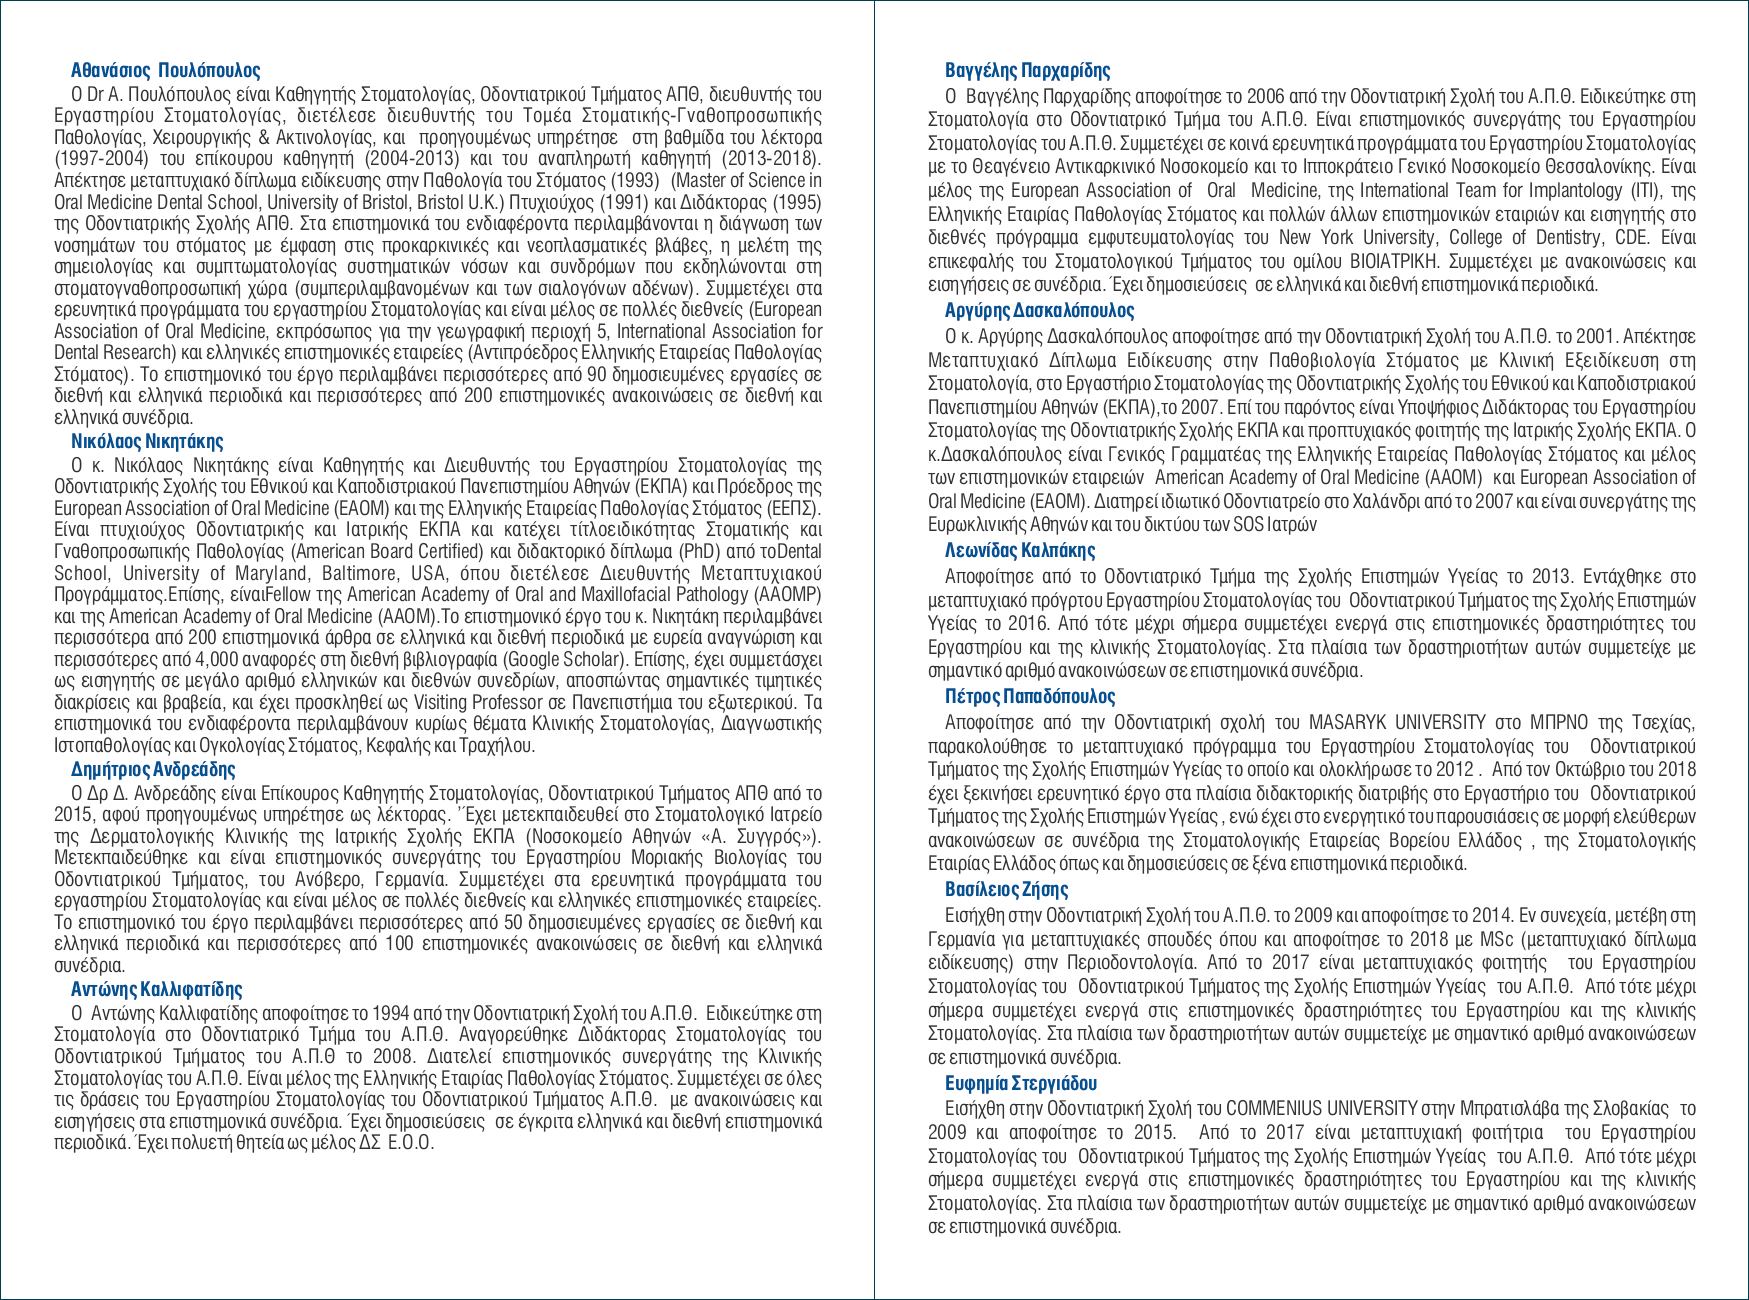 Αθανάσιος Πουλόπουλος
Ο Dr Α. Πουλόπουλος είναι Καθηγητής Στοματολογίας, Οδοντιατρικού Τμήματος ΑΠΘ, διευθυντής του
Εργαστηρίου Στοματολογίας, διετέλεσε διευθυντής του Τομέα Στοματικής-Γναθοπροσωπικής
Παθολογίας, Χειρουργικής & Ακτινολογίας, και προηγουμένως υπηρέτησε στη βαθμίδα του λέκτορα
(1997-2004) του επίκουρου καθηγητή (2004-2013) και του αναπληρωτή καθηγητή (2013-2018).
Απέκτησε μεταπτυχιακό δίπλωμα ειδίκευσης στην Παθολογία του Στόματος (1993) (Master of Science in
Oral Medicine Dental School, University of Bristol, Bristol U.K.) Πτυχιούχος (1991) και Διδάκτορας (1995)
της Οδοντιατρικής Σχολής ΑΠΘ. Στα επιστημονικά του ενδιαφέροντα περιλαμβάνονται η διάγνωση των
νοσημάτων του στόματος με έμφαση στις προκαρκινικές και νεοπλασματικές βλάβες, η μελέτη της
σημειολογίας και συμπτωματολογίας συστηματικών νόσων και συνδρόμων που εκδηλώνονται στη
στοματογναθοπροσωπική χώρα (συμπεριλαμβανομένων και των σιαλογόνων αδένων). Συμμετέχει στα
ερευνητικά προγράμματα του εργαστηρίου Στοματολογίας και είναι μέλος σε πολλές διεθνείς (European
Association of Oral Medicine, εκπρόσωπος για την γεωγραφική περιοχή 5, International Association for
Dental Research) και ελληνικές επιστημονικές εταιρείες (Αντιπρόεδρος Ελληνικής Εταιρείας Παθολογίας
Στόματος). Το επιστημονικό του έργο περιλαμβάνει περισσότερες από 90 δημοσιευμένες εργασίες σε
διεθνή και ελληνικά περιοδικά και περισσότερες από 200 επιστημονικές ανακοινώσεις σε διεθνή και
ελληνικά συνέδρια.
Νικόλαος Νικητάκης
Ο κ. Νικόλαος Νικητάκης είναι Καθηγητής και Διευθυντής του Εργαστηρίου Στοματολογίας της
Οδοντιατρικής Σχολής του Εθνικού και Καποδιστριακού Πανεπιστημίου Αθηνών (ΕΚΠΑ) και Πρόεδρος της
European Association of Oral Medicine (EAOM) και της Ελληνικής Εταιρείας Παθολογίας Στόματος (ΕΕΠΣ).
Είναι πτυχιούχος Οδοντιατρικής και Ιατρικής ΕΚΠΑ και κατέχει τίτλοειδικότητας Στοματικής και
Γναθοπροσωπικής Παθολογίας (American Board Certified) και διδακτορικό δίπλωμα (PhD) από τοDental
School, University of Maryland, Baltimore, USA, όπου διετέλεσε Διευθυντής Μεταπτυχιακού
Προγράμματος.Επίσης, είναιFellow της American Academy of Oral and Maxillofacial Pathology (AAOMP)
και της American Academy of Oral Medicine (AAOM).Το επιστημονικό έργο του κ. Νικητάκη περιλαμβάνει
περισσότερα από 200 επιστημονικά άρθρα σε ελληνικά και διεθνή περιοδικά με ευρεία αναγνώριση και
περισσότερες από 4,000 αναφορές στη διεθνή βιβλιογραφία (Google Scholar). Επίσης, έχει συμμετάσχει
ως εισηγητής σε μεγάλο αριθμό ελληνικών και διεθνών συνεδρίων, αποσπώντας σημαντικές τιμητικές
διακρίσεις και βραβεία, και έχει προσκληθεί ως Visiting Professor σε Πανεπιστήμια του εξωτερικού. Τα
επιστημονικά του ενδιαφέροντα περιλαμβάνουν κυρίως θέματα Κλινικής Στοματολογίας, Διαγνωστικής
Ιστοπαθολογίας και Ογκολογίας Στόματος, Κεφαλής και Τραχήλου.
Δημήτριος Ανδρεάδης
Ο Δρ Δ. Ανδρεάδης είναι Επίκουρος Καθηγητής Στοματολογίας, Οδοντιατρικού Τμήματος ΑΠΘ από το
2015, αφού προηγουμένως υπηρέτησε ως λέκτορας. ’Έχει μετεκπαιδευθεί στο Στοματολογικό Ιατρείο
της Δερματολογικής Κλινικής της Ιατρικής Σχολής ΕΚΠΑ (Νοσοκομείο Αθηνών «Α. Συγγρός»).
Μετεκπαιδεύθηκε και είναι επιστημονικός συνεργάτης του Εργαστηρίου Μοριακής Βιολογίας του
Οδοντιατρικού Τμήματος, του Ανόβερο, Γερμανία. Συμμετέχει στα ερευνητικά προγράμματα του
εργαστηρίου Στοματολογίας και είναι μέλος σε πολλές διεθνείς και ελληνικές επιστημονικές εταιρείες.
Το επιστημονικό του έργο περιλαμβάνει περισσότερες από 50 δημοσιευμένες εργασίες σε διεθνή και
ελληνικά περιοδικά και περισσότερες από 100 επιστημονικές ανακοινώσεις σε διεθνή και ελληνικά
συνέδρια.
Αντώνης Καλλιφατίδης
Ο Αντώνης Καλλιφατίδης αποφοίτησε το 1994 από την Οδοντιατρική Σχολή του Α.Π.Θ. Ειδικεύτηκε στη
Στοματολογία στο Οδοντιατρικό Τμήμα του Α.Π.Θ. Αναγορεύθηκε Διδάκτορας Στοματολογίας του
Οδοντιατρικού Τμήματος του Α.Π.Θ το 2008. Διατελεί επιστημονικός συνεργάτης της Κλινικής
Στοματολογίας του Α.Π.Θ. Είναι μέλος της Ελληνικής Εταιρίας Παθολογίας Στόματος. Συμμετέχει σε όλες
τις δράσεις του Εργαστηρίου Στοματολογίας του Οδοντιατρικού Τμήματος Α.Π.Θ. με ανακοινώσεις και
εισηγήσεις στα επιστημονικά συνέδρια. Έχει δημοσιεύσεις σε έγκριτα ελληνικά και διεθνή επιστημονικά
περιοδικά. Έχει πολυετή θητεία ως μέλος ΔΣ Ε.Ο.Ο.
Βαγγέλης Παρχαρίδης
Ο Βαγγέλης Παρχαρίδης αποφοίτησε το 2006 από την Οδοντιατρική Σχολή του Α.Π.Θ. Ειδικεύτηκε στη
Στοματολογία στο Οδοντιατρικό Τμήμα του Α.Π.Θ. Είναι επιστημονικός συνεργάτης του Εργαστηρίου
Στοματολογίας του Α.Π.Θ. Συμμετέχει σε κοινά ερευνητικά προγράμματα του Εργαστηρίου Στοματολογίας
με το Θεαγένειο Αντικαρκινικό Νοσοκομείο και το Ιπποκράτειο Γενικό Νοσοκομείο Θεσσαλονίκης. Είναι
μέλος της European Association of Oral Medicine, της International Team for Implantology (ITI), της
Ελληνικής Εταιρίας Παθολογίας Στόματος και πολλών άλλων επιστημονικών εταιριών και εισηγητής στο
διεθνές πρόγραμμα εμφυτευματολογίας του New York University, College of Dentistry, CDE. Είναι
επικεφαλής του Στοματολογικού Τμήματος του ομίλου ΒΙΟΙΑΤΡΙΚΗ. Συμμετέχει με ανακοινώσεις και
εισηγήσεις σε συνέδρια. Έχει δημοσιεύσεις σε ελληνικά και διεθνή επιστημονικά περιοδικά.
Αργύρης Δασκαλόπουλος
Ο κ. Αργύρης Δασκαλόπουλος αποφοίτησε από την Οδοντιατρική Σχολή του Α.Π.Θ. το 2001. Απέκτησε
Μεταπτυχιακό Δίπλωμα Ειδίκευσης στην Παθοβιολογία Στόματος με Κλινική Εξειδίκευση στη
Στοματολογία, στο Εργαστήριο Στοματολογίας της Οδοντιατρικής Σχολής του Εθνικού και Καποδιστριακού
Πανεπιστημίου Αθηνών (ΕΚΠΑ),το 2007. Επί του παρόντος είναι Υποψήφιος Διδάκτορας του Εργαστηρίου
Στοματολογίας της Οδοντιατρικής Σχολής ΕΚΠΑ και προπτυχιακός φοιτητής της Ιατρικής Σχολής ΕΚΠΑ. Ο
κ.Δασκαλόπουλος είναι Γενικός Γραμματέας της Ελληνικής Εταιρείας Παθολογίας Στόματος και μέλος
των επιστημονικών εταιρειών American Academy of Oral Medicine (AAOM) και European Association of
Oral Medicine (EAOM). Διατηρεί ιδιωτικό Οδοντιατρείο στο Χαλάνδρι από το 2007 και είναι συνεργάτης της
Ευρωκλινικής Αθηνών και του δικτύου των SOS Ιατρών
Λεωνίδας Καλπάκης
Αποφοίτησε από το Οδοντιατρικό Τμήμα της Σχολής Επιστημών Υγείας το 2013. Εντάχθηκε στο
μεταπτυχιακό πρόγρτου Εργαστηρίου Στοματολογίας του Οδοντιατρικού Τμήματος της Σχολής Επιστημών
Υγείας το 2016. Από τότε μέχρι σήμερα συμμετέχει ενεργά στις επιστημονικές δραστηριότητες του
Εργαστηρίου και της κλινικής Στοματολογίας. Στα πλαίσια των δραστηριοτήτων αυτών συμμετείχε με
σημαντικό αριθμό ανακοινώσεων σε επιστημονικά συνέδρια.
Πέτρος Παπαδόπουλος
Αποφοίτησε από την Οδοντιατρική σχολή του MASARYK UNIVERSITY στο ΜΠΡΝΟ της Τσεχίας,
παρακολούθησε το μεταπτυχιακό πρόγραμμα του Εργαστηρίου Στοματολογίας του Οδοντιατρικού
Τμήματος της Σχολής Επιστημών Υγείας το οποίο και ολοκλήρωσε το 2012 . Από τον Οκτώβριο του 2018
έχει ξεκινήσει ερευνητικό έργο στα πλαίσια διδακτορικής διατριβής στο Εργαστήριο του Οδοντιατρικού
Τμήματος της Σχολής Επιστημών Υγείας , ενώ έχει στο ενεργητικό του παρουσιάσεις σε μορφή ελεύθερων
ανακοινώσεων σε συνέδρια της Στοματολογικής Εταιρείας Βορείου Ελλάδος , της Στοματολογικής
Εταιρίας Ελλάδος όπως και δημοσιεύσεις σε ξένα επιστημονικά περιοδικά.
Βασίλειος Ζήσης
Εισήχθη στην Οδοντιατρική Σχολή του Α.Π.Θ. το 2009 και αποφοίτησε το 2014. Εν συνεχεία, μετέβη στη
Γερμανία για μεταπτυχιακές σπουδές όπου και αποφοίτησε το 2018 με MSc (μεταπτυχιακό δίπλωμα
ειδίκευσης) στην Περιοδοντολογία. Από το 2017 είναι μεταπτυχιακός φοιτητής του Εργαστηρίου
Στοματολογίας του Οδοντιατρικού Τμήματος της Σχολής Επιστημών Υγείας του Α.Π.Θ. Από τότε μέχρι
σήμερα συμμετέχει ενεργά στις επιστημονικές δραστηριότητες του Εργαστηρίου και της κλινικής
Στοματολογίας. Στα πλαίσια των δραστηριοτήτων αυτών συμμετείχε με σημαντικό αριθμό ανακοινώσεων
σε επιστημονικά συνέδρια.
Ευφημία Στεργιάδου
Εισήχθη στην Οδοντιατρική Σχολή του COMMENIUS UNIVERSITY στην Μπρατισλάβα της Σλοβακίας το
2009 και αποφοίτησε το 2015. Από το 2017 είναι μεταπτυχιακή φοιτήτρια του Εργαστηρίου
Στοματολογίας του Οδοντιατρικού Τμήματος της Σχολής Επιστημών Υγείας του Α.Π.Θ. Από τότε μέχρι
σήμερα συμμετέχει ενεργά στις επιστημονικές δραστηριότητες του Εργαστηρίου και της κλινικής
Στοματολογίας. Στα πλαίσια των δραστηριοτήτων αυτών συμμετείχε με σημαντικό αριθμό ανακοινώσεων
σε επιστημονικά συνέδρια.